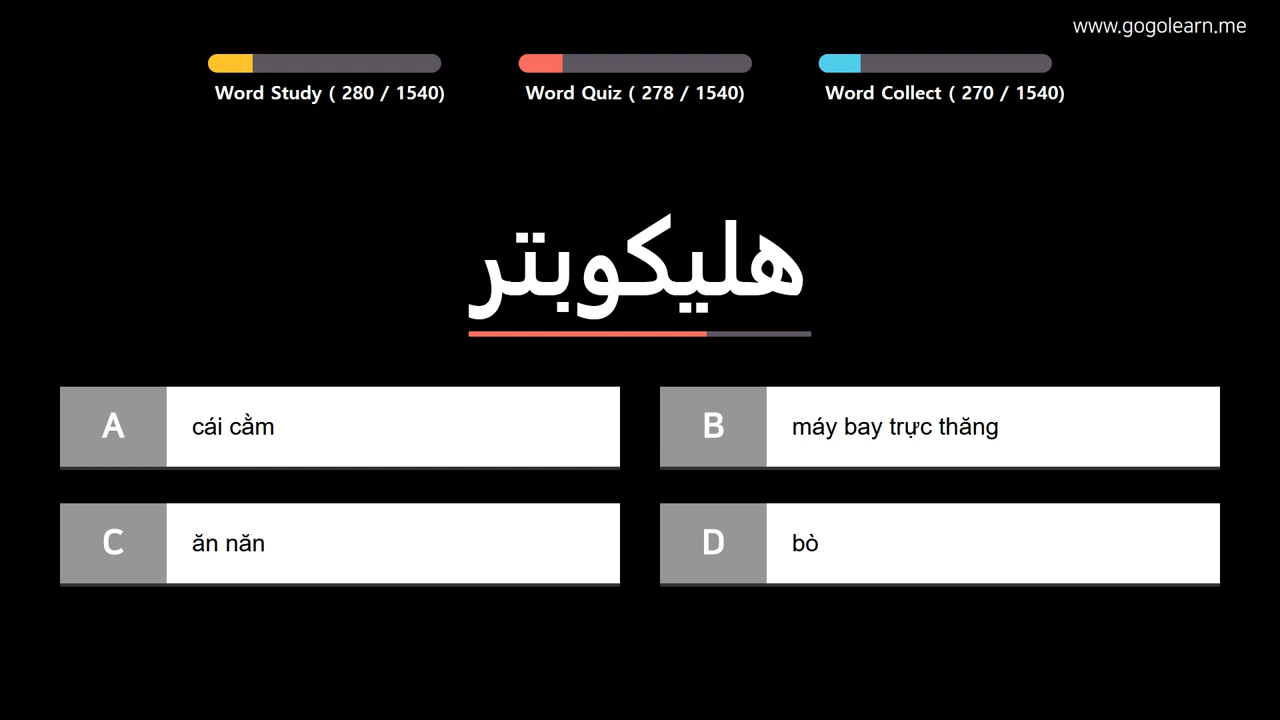 www.gogolearn.me
Word Study ( 280 / 1540)
Word Quiz ( 278 / 1540)
Word Collect ( 270 / 1540)
هليكوبتر
A cái cằm
B máy bay trực thăng
C ăn năn
D bò